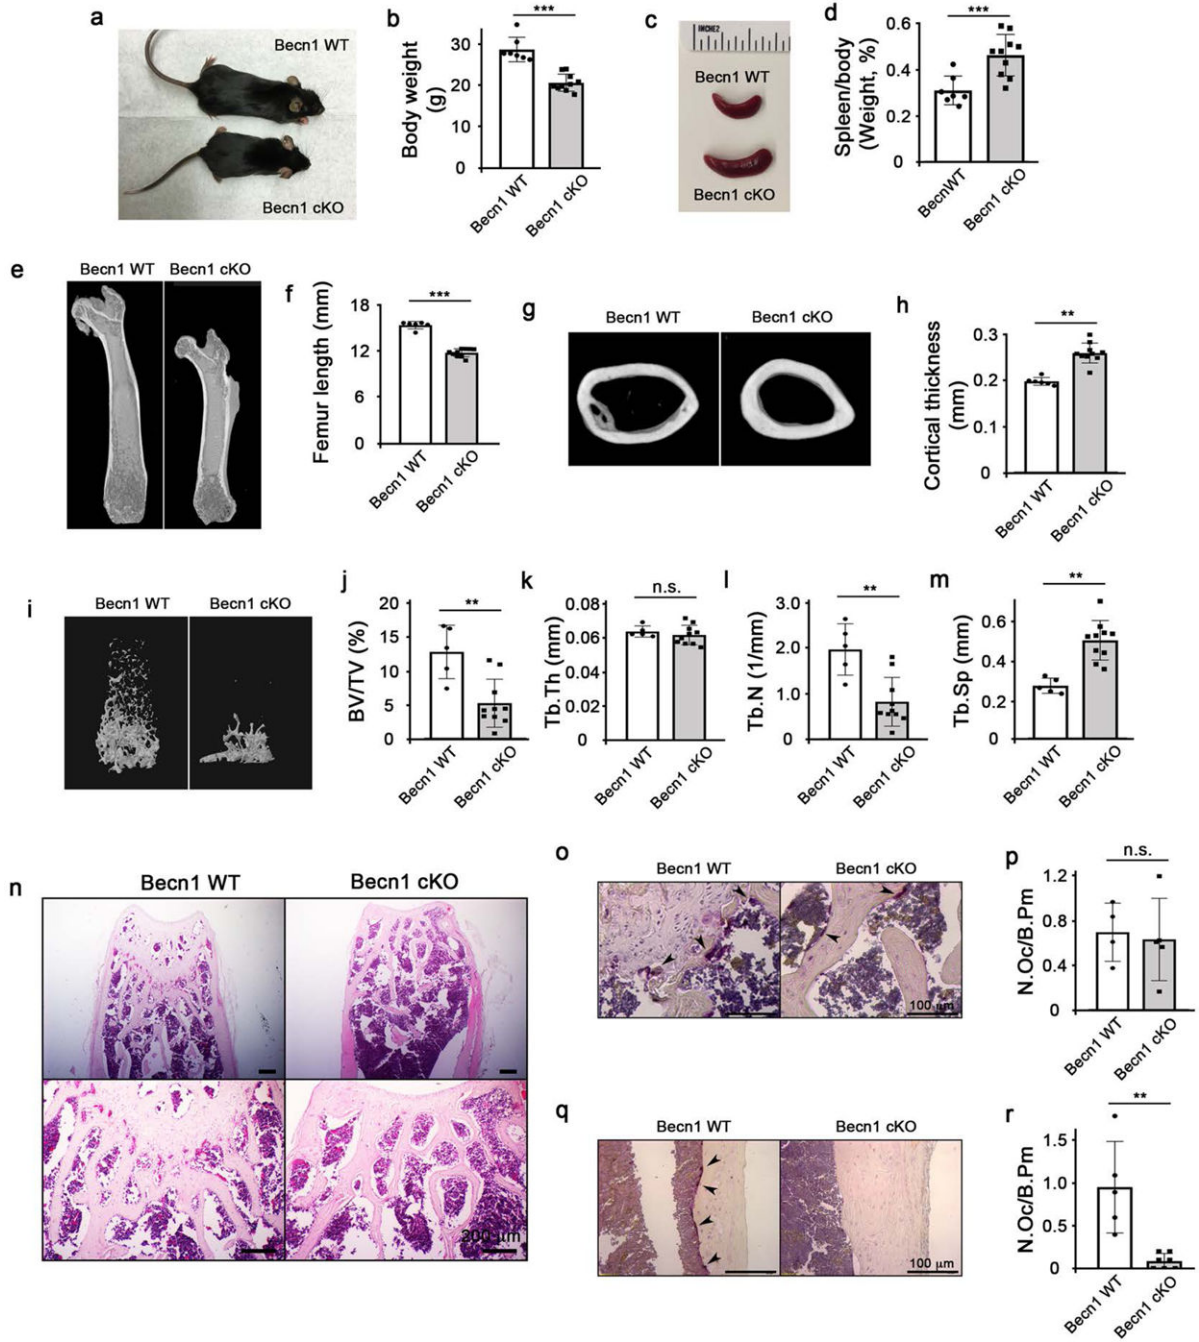 a
Becn1 WT
Becn1 cKO
b
***
Body weight
(g)
30
20
10
0
Becn1 WT
Becn1 cKO
c
INCHES
Becn1 WT
Becn1 cKO
d
***
Spleen/body
(Weight, %)
0.6
0.4
0.2
0
BecnWT
Becn1 cKO
e
Becn1 WT
Becn1 cKO
f
***
Femur length (mm)
18
12
6
0
Becn1 WT
Becn1 cKO
g
Becn1 WT
Becn1 cKO
h
**
Cortical thickness
(mm)
0.3
0.2
0.1
0
Becn1 WT
Becn1 cKO
i
Becn1 WT
Becn1 cKO
j
**
BV/TV (%)
20
15
10
5
0
Becn1 WT
Becn1 cKO
k
n.s.
Tb.Th (mm)
0.08
0.06
0.04
0.02
0
Becn1 WT
Becn1 cKO
l
**
Tb.N (1/mm)
3.0
2.0
1.0
0
Becn1 WT
Becn1 cKO
m
**
Tb.Sp (mm)
0.6
0.4
0.2
0
Becn1 WT
Becn1 cKO
n
Becn1 WT
Becn1 cKO
300 µm
o
Becn1 WT
Becn1 cKO
100 µm
p
n.s.
N.Oc/B.Pm
1.2
0.8
0.4
0
Becn1 WT
Becn1 cKO
q
Becn1 WT
Becn1 cKO
100 µm
r
**
N.Oc/B.Pm
1.5
1.0
0.5
0
Becn1 WT
Becn1 cKO